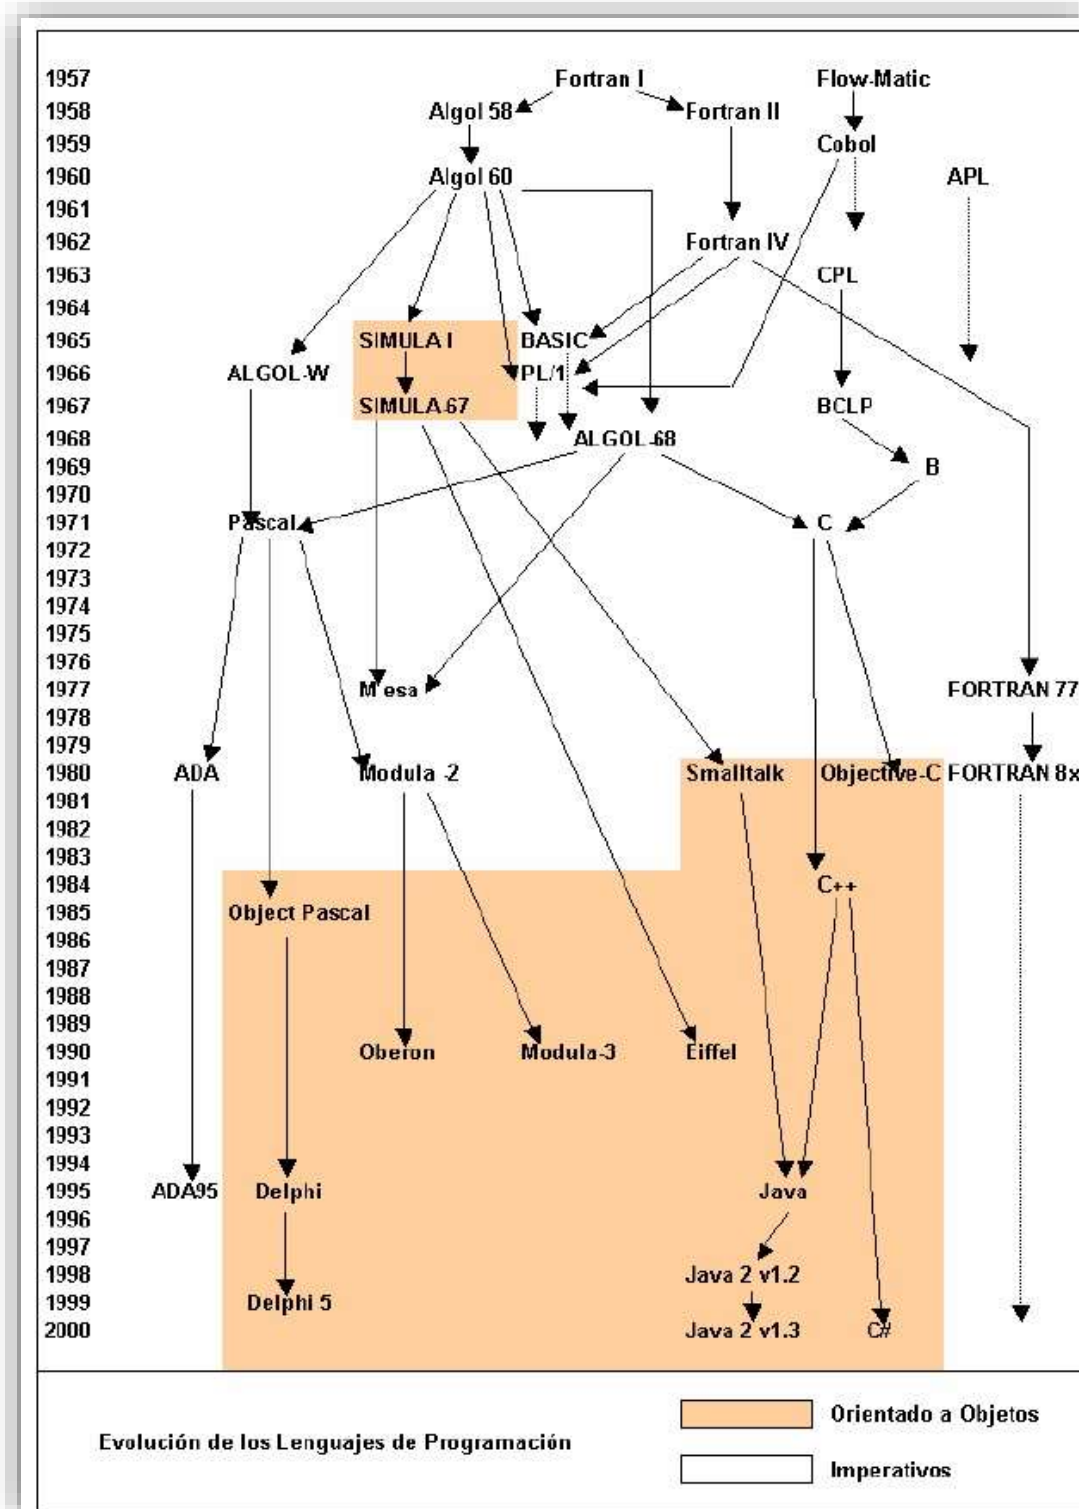 1957 Fortran I Flow-Matic
1958 Algol 58 Fortran II
1959 Cobol
1960 Algol 60 APL
1961
1962 Fortran IV
1963 CPL
1964
1965 SIMULA I BASIC
1966 ALGOL-W PL/1
1967 SIMULA-67 BCLP
1968 ALGOL-68
1969 B
1970
1971 Pascal C
1972
1973
1974
1975
1976
1977 Mesa FORTRAN 77
1978
1979
1980 ADA Modula -2 Smalltalk Objective-C FORTRAN 8x
1981
1982
1983
1984 C++
1985 Object Pascal
1986
1987
1988
1989
1990 Oberon Modula-3 Eiffel
1991
1992
1993
1994
1995 ADA95 Delphi Java
1996
1997
1998 Java 2 v1.2
1999 Delphi 5
2000 Java 2 v1.3 C#
Orientado a Objetos
Evolución de los Lenguajes de Programación
Imperativos